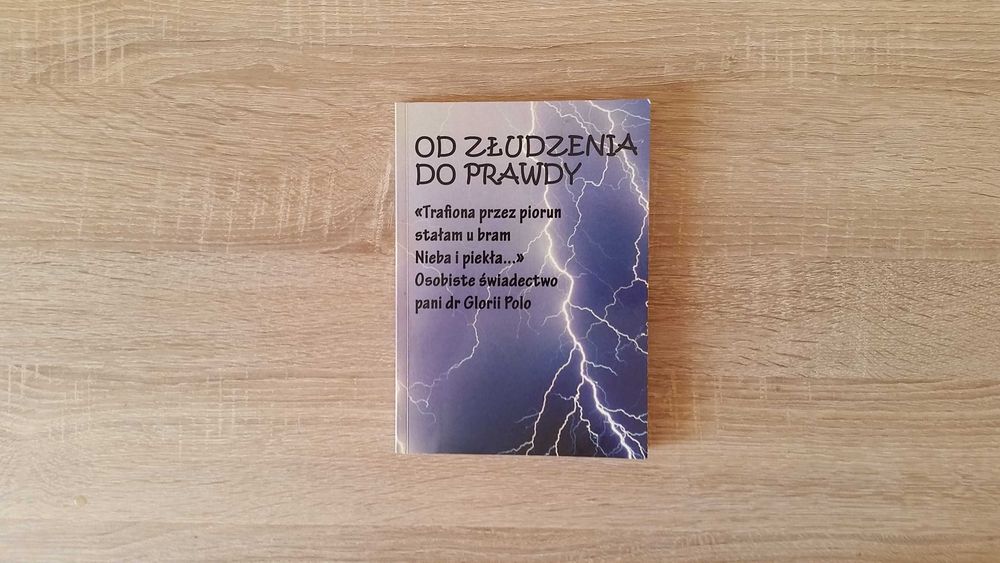 OD ZŁUDZENIA
DO PRAWDY
«Trafiona przez piorun
stałam u bram
Nieba i piekła...»
Osobiste świadectwo
pani dr Glorii Polo